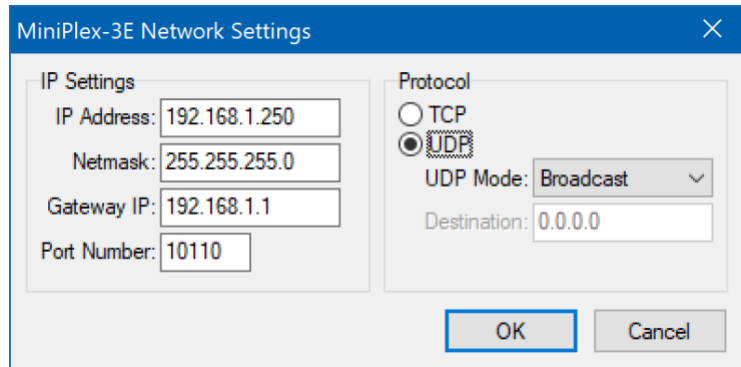 MiniPlex-3E Network Settings
IP Settings
IP Address: 192.168.1.250
Netmask: 255.255.255.0
Gateway IP: 192.168.1.1
Port Number: 10110
Protocol
TCP
UDP
UDP Mode: Broadcast
Destination: 0.0.0.0
OK Cancel